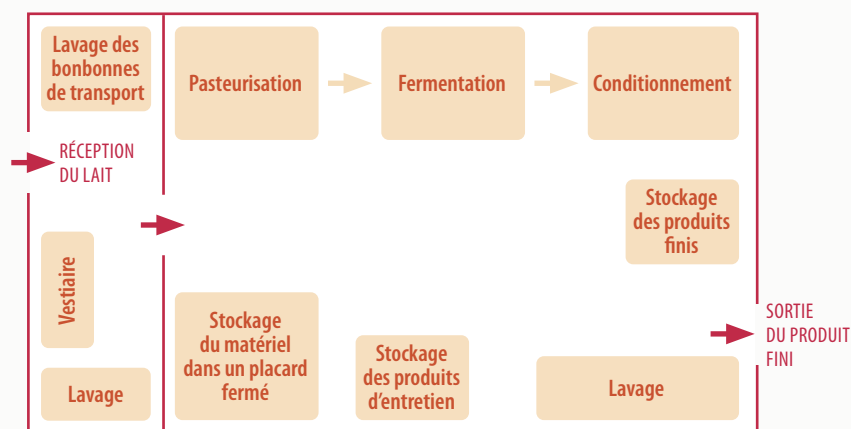 Lavage des
bonbonnes
de transport
Pasteurisation
Fermentation
Conditionnement
RÉCEPTION
DU LAIT
Stockage
des produits
finis
Vestiaire
Stockage
du matériel
dans un placard
fermé
Stockage
des produits
d'entretien
SORTIE
DU PRODUIT
FINI
Lavage
Lavage